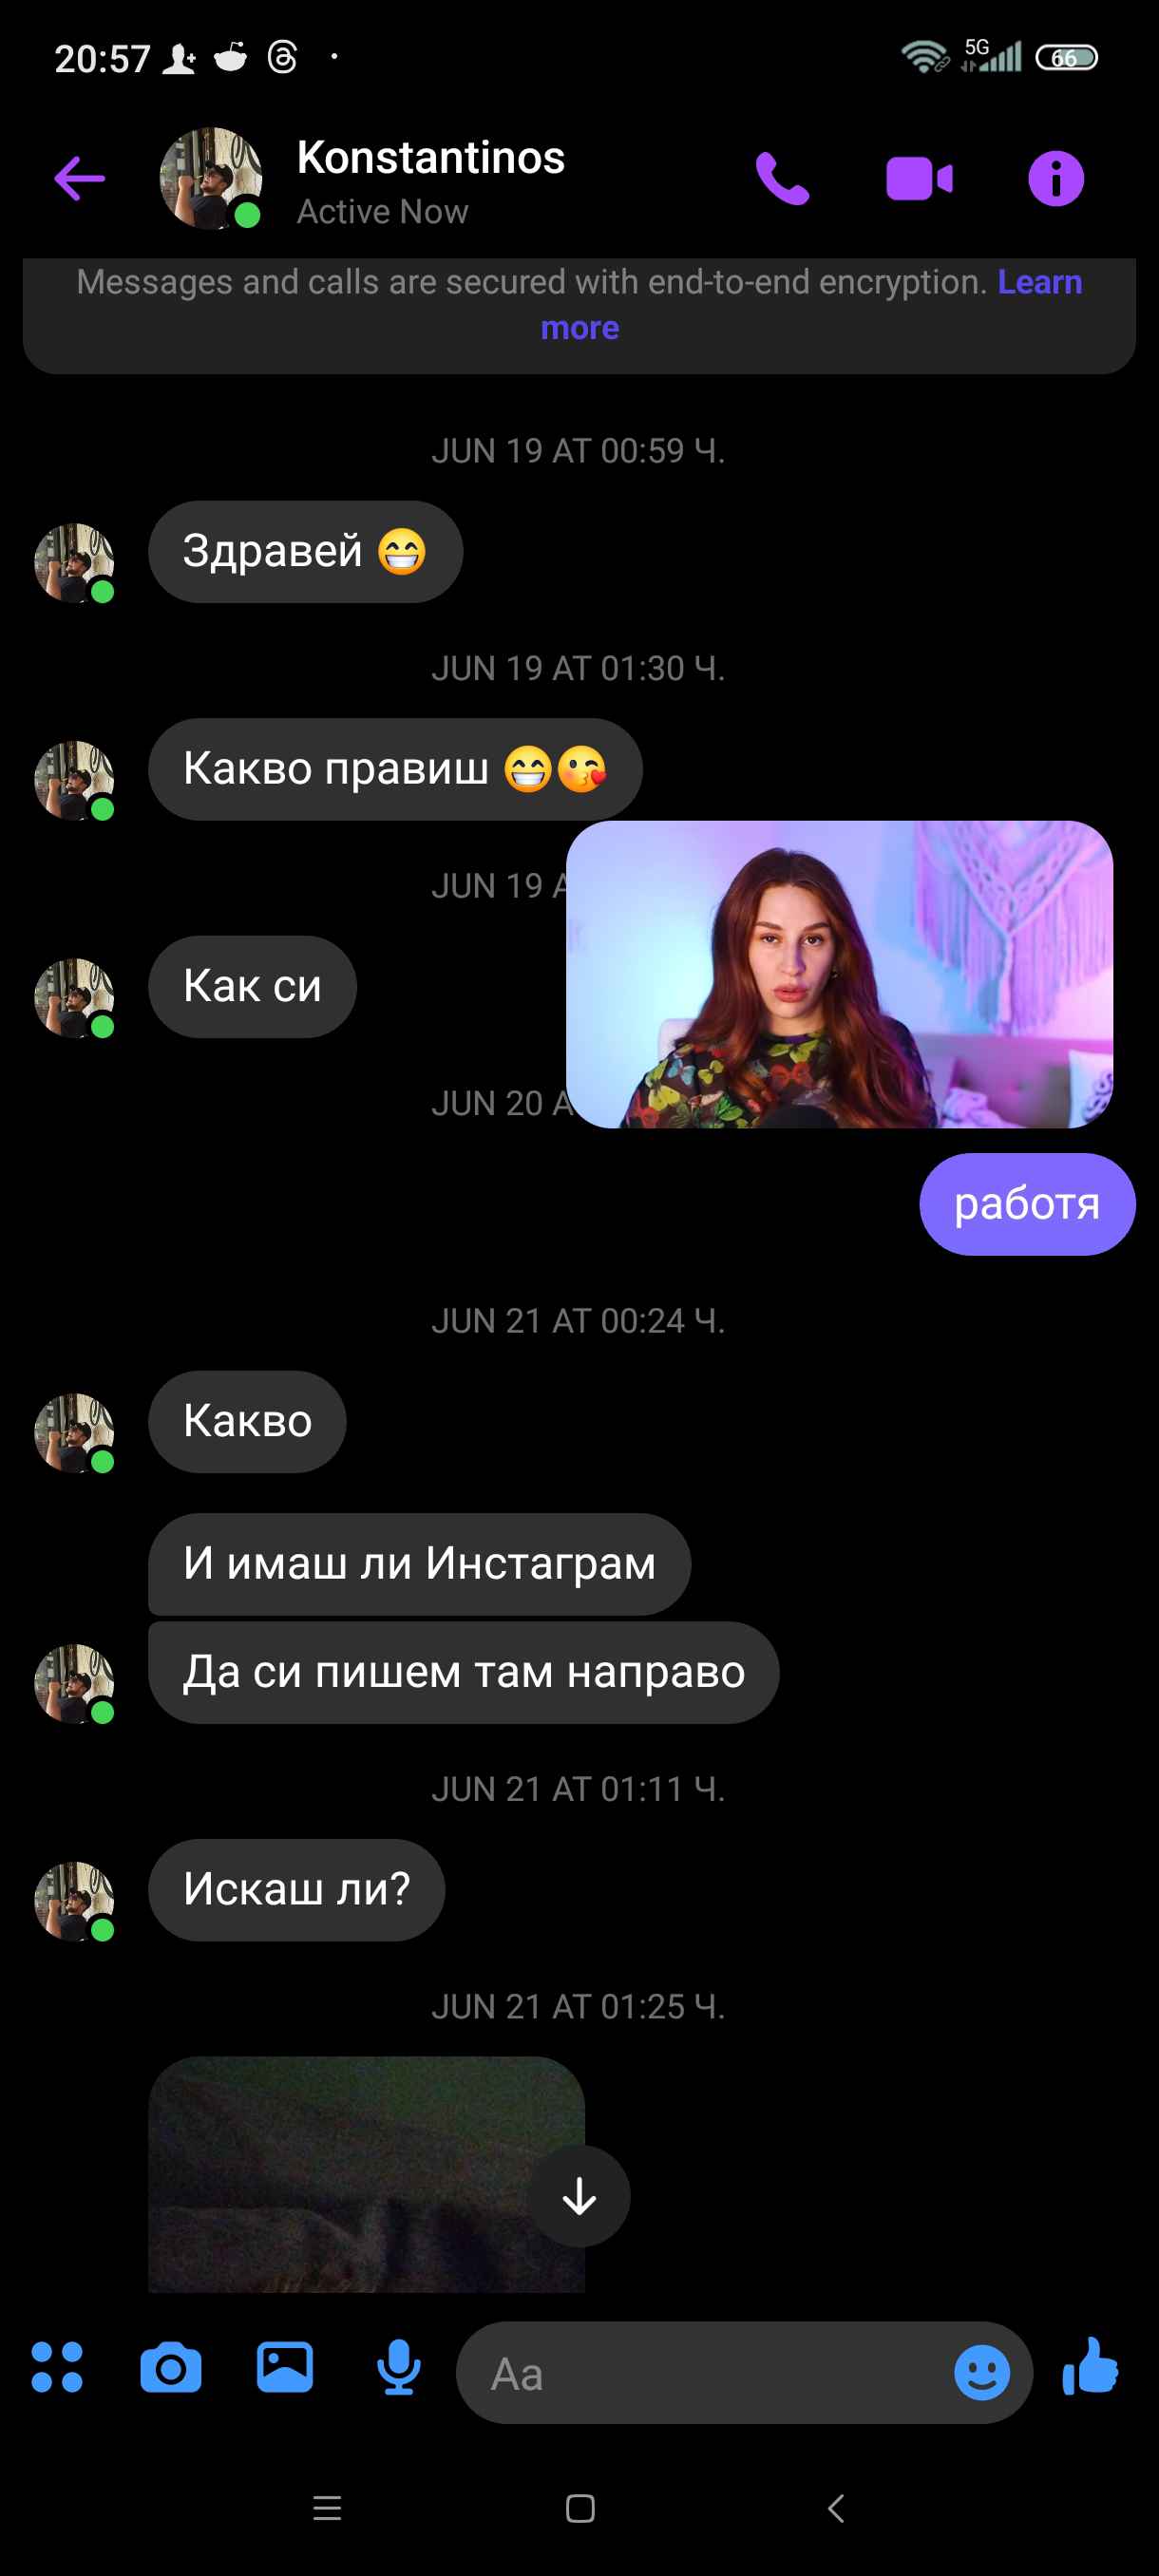 20:57
5G
66
Konstantinos
Active Now
Messages and calls are secured with end-to-end encryption. Learn
more
JUN 19 AT 00:59 Ч.
Здравей 😁
JUN 19 AT 01:30 Ч.
Какво правиш 😁😘
JUN 19
Как си
JUN 20
работя
JUN 21 AT 00:24 Ч.
Какво
И имаш ли Инстаграм
Да си пишем там направо
JUN 21 AT 01:11 Ч.
Искаш ли?
JUN 21 AT 01:25 Ч.
Aa